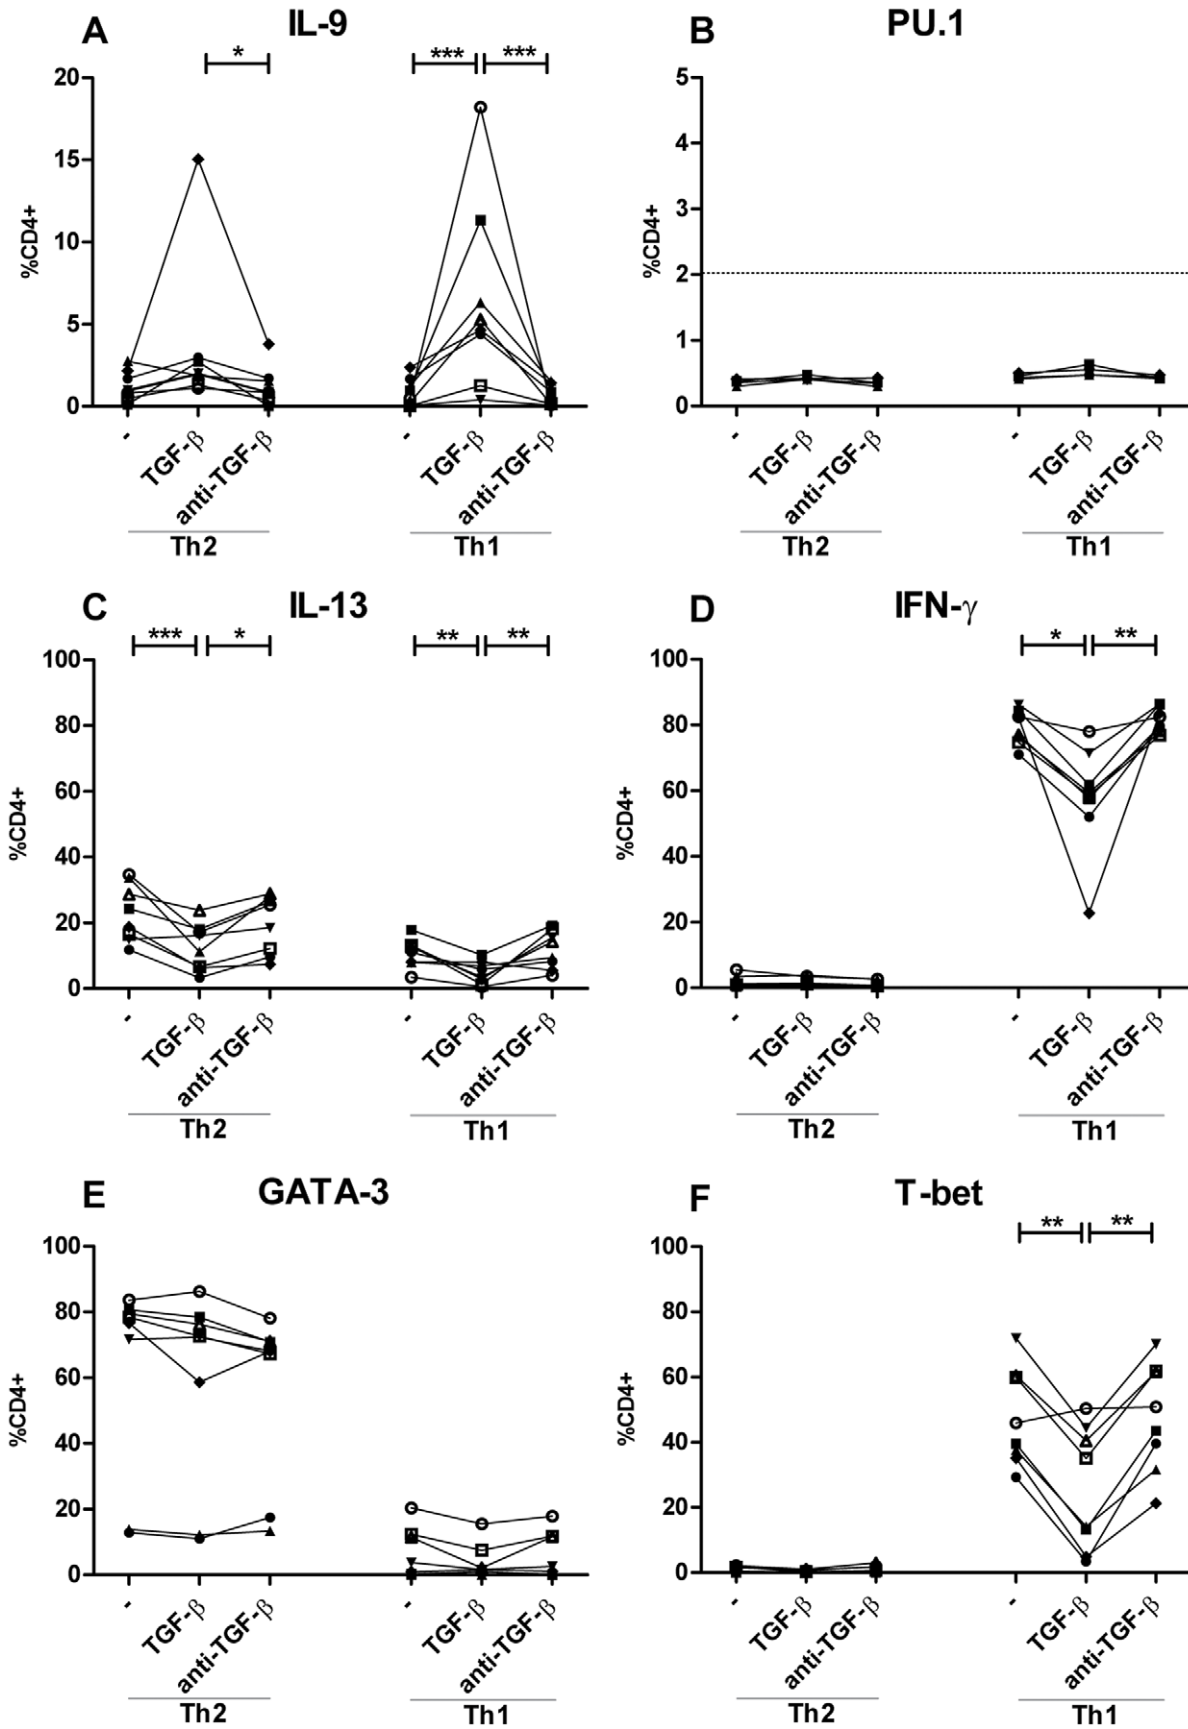 A IL-9
* *** ***
%CD4+
20
15
10
5
0
- TGF-β anti-TGF-β - TGF-β anti-TGF-β
Th2 Th1
B PU.1
%CD4+
5
4
3
2
1
0
- TGF-β anti-TGF-β - TGF-β anti-TGF-β
Th2 Th1
C IL-13
*** * ** **
%CD4+
100
80
60
40
20
0
- TGF-β anti-TGF-β - TGF-β anti-TGF-β
Th2 Th1
D IFN-γ
* **
%CD4+
100
80
60
40
20
0
- TGF-β anti-TGF-β - TGF-β anti-TGF-β
Th2 Th1
E GATA-3
%CD4+
100
80
60
40
20
0
- TGF-β anti-TGF-β - TGF-β anti-TGF-β
Th2 Th1
F T-bet
** **
%CD4+
100
80
60
40
20
0
- TGF-β anti-TGF-β - TGF-β anti-TGF-β
Th2 Th1